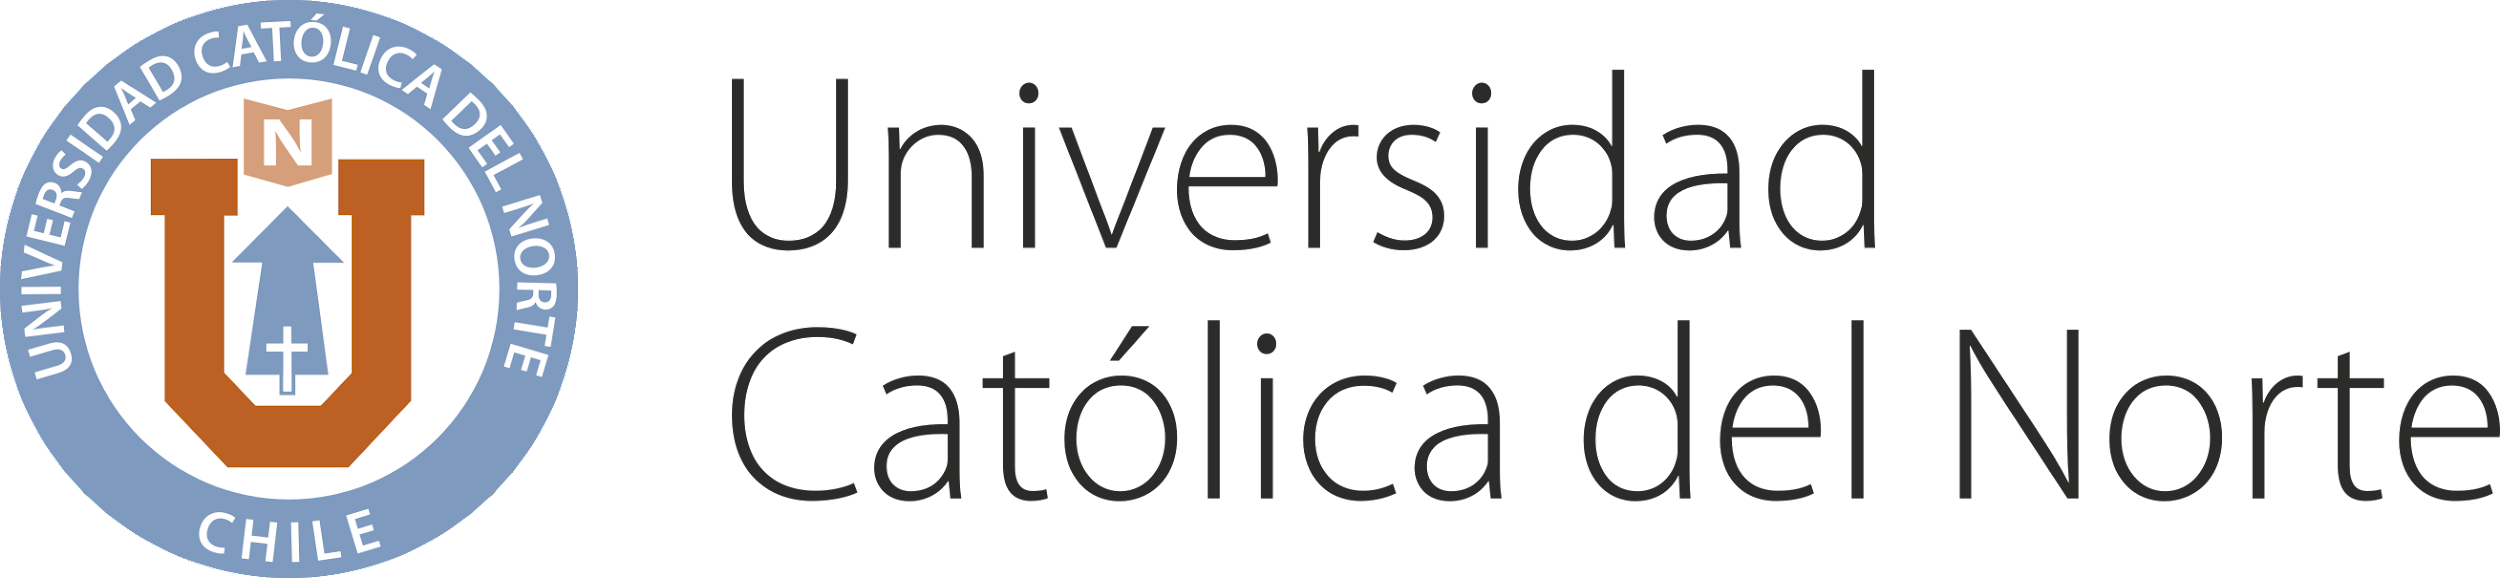 UNIVERSIDAD CATÓLICA DEL NORTE
N
CHILE
Universidad
Católica del Norte